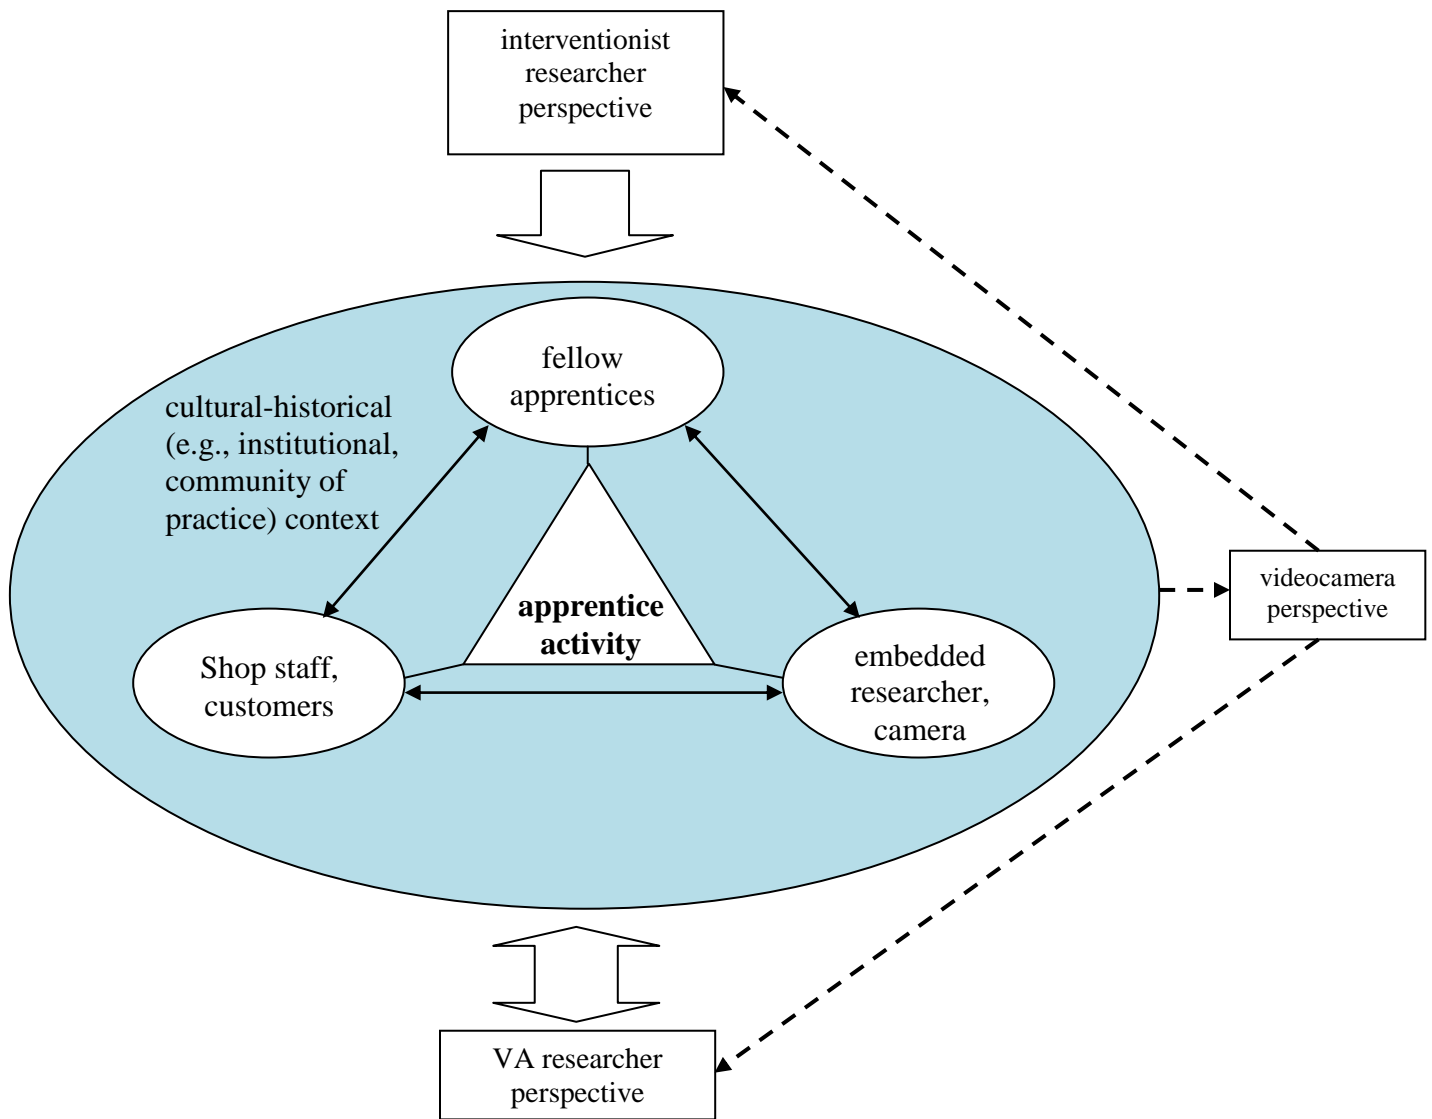 interventionist
researcher
perspective
fellow
apprentices
cultural-historical
(e.g., institutional,
community of
practice) context
apprentice
activity
Shop staff,
customers
embedded
researcher,
camera
videocamera
perspective
VA researcher
perspective